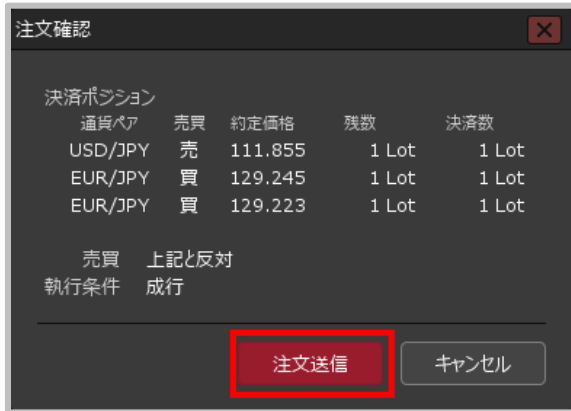 注文確認
決済ポジション
通貨ペア 売買 約定価格 残数 決済数
USD/JPY 売 111.855 1 Lot 1 Lot
EUR/JPY 買 129.245 1 Lot 1 Lot
EUR/JPY 買 129.223 1 Lot 1 Lot
売買 上記と反対
執行条件 成行
注文送信 キャンセル